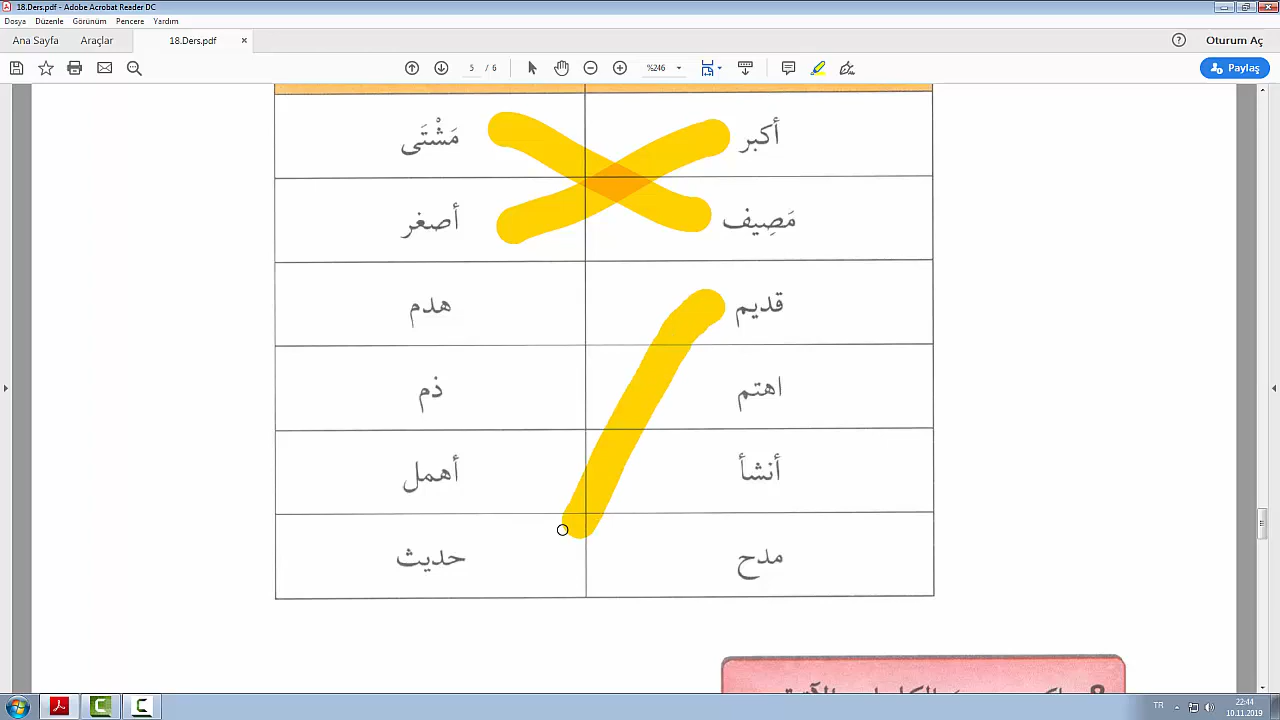 18.Ders.pdf - Adobe Acrobat Reader DC
Dosya Düzenle Görünüm Pencere Yardım
Ana Sayfa Araçlar 18.Ders.pdf × Oturum Aç
5 / 6 %246 Paylaş
أكبر مَشْتَى
مَصِيف أصغر
قديم هدم
اهتم ذم
أنشأ أهمل
مدح حديث
TR 22:44
10.11.2019